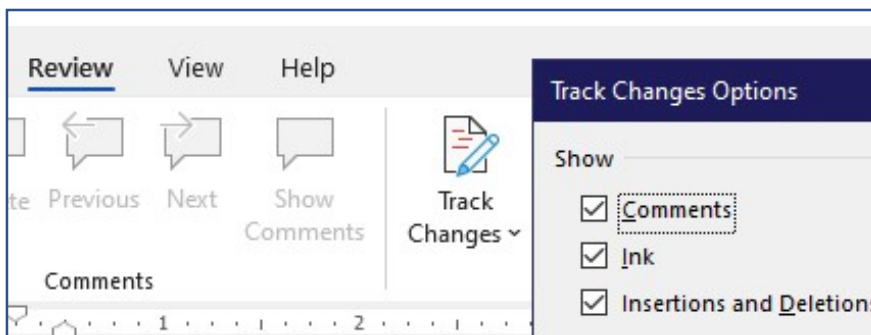 Review View Help
Track Changes Options
Show
Comments
Ink
Insertions and Deletions
Previous Next Show Comments
Track Changes
Comments
1 2